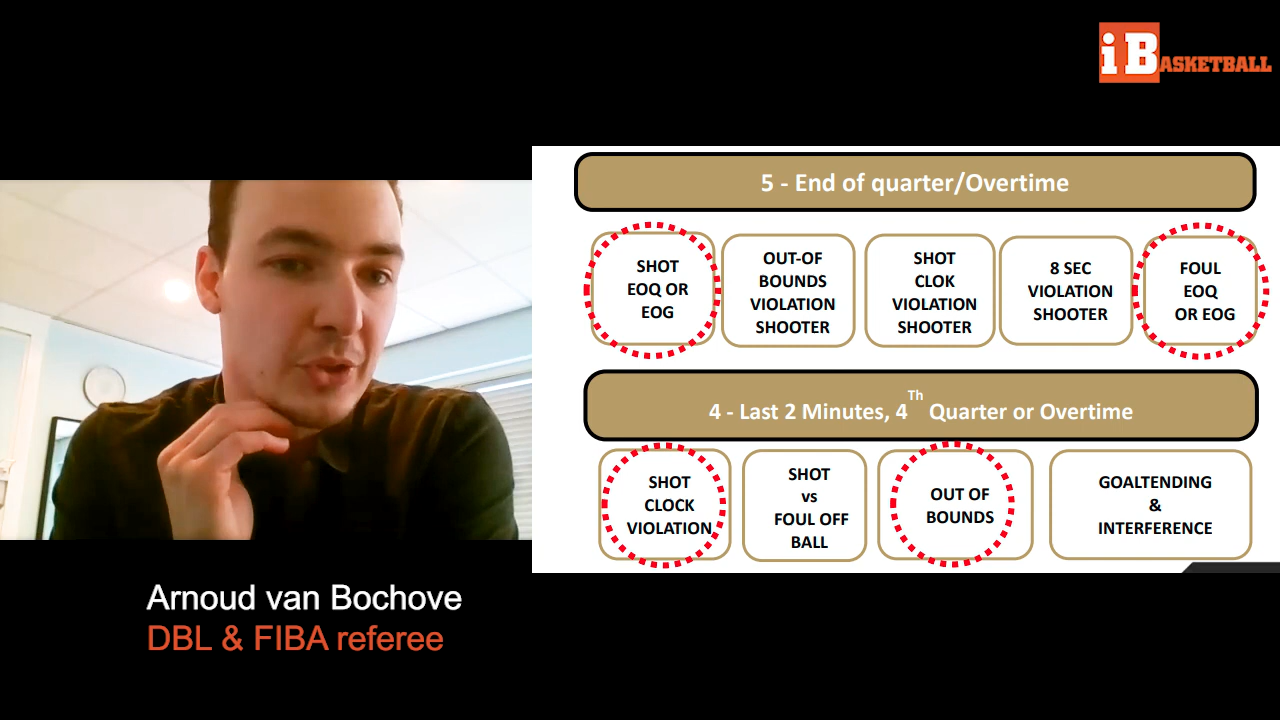 iBASKETBALL
5 - End of quarter/Overtime
SHOT
EOQ OR
EOG
OUT-OF
BOUNDS
VIOLATION
SHOOTER
SHOT
CLOK
VIOLATION
SHOOTER
8 SEC
VIOLATION
SHOOTER
FOUL
EOQ
OR EOG
4 - Last 2 Minutes, 4Th Quarter or Overtime
SHOT
CLOCK
VIOLATION
SHOT
vs
FOUL OFF
BALL
OUT OF
BOUNDS
GOALTENDING
&
INTERFERENCE
Arnoud van Bochove
DBL & FIBA referee